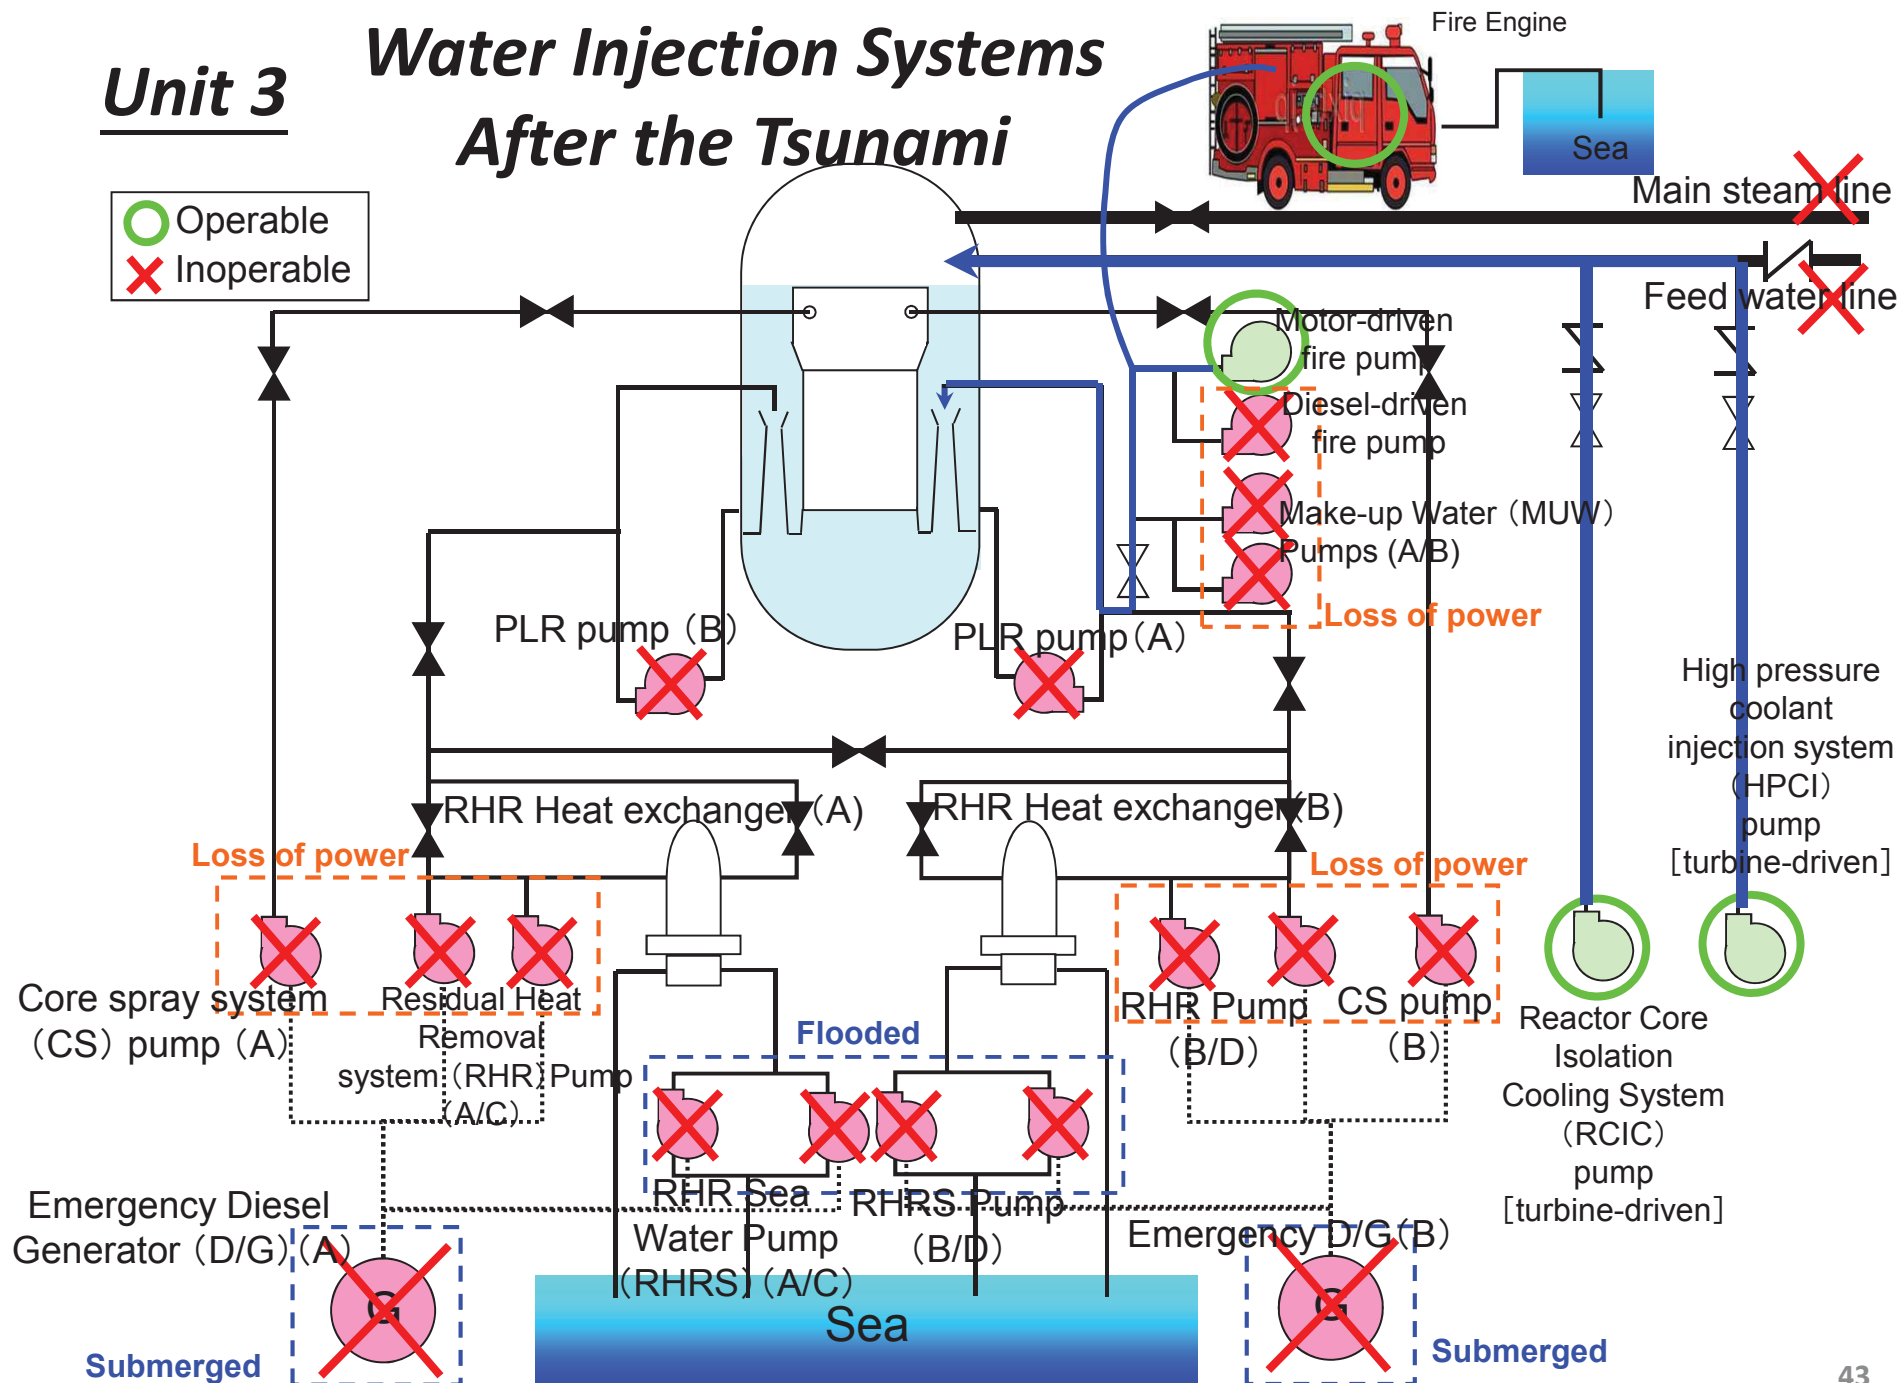 Unit 3
Water Injection Systems
After the Tsunami
Fire Engine
Sea
Operable
Inoperable
Main steam line
Feed water line
Motor-driven
fire pump
Diesel-driven
fire pump
Make-up Water（MUW）
Pumps (A/B)
Loss of power
PLR pump（B）
PLR pump（A）
High pressure
coolant
injection system
（HPCI）
pump
［turbine-driven］
RHR Heat exchanger（A)
RHR Heat exchanger（B)
Loss of power
Loss of power
Core spray system
（CS）pump（A）
Residual Heat
Removal
system（RHR）Pump
（A/C）
Flooded
RHR Pump
（B/D）
CS pump
（B）
Reactor Core
Isolation
Cooling System
（RCIC）
pump
［turbine-driven］
RHR Sea
Water Pump
（RHRS）（A/C）
RHRS Pump
（B/D）
Emergency Diesel
Generator（D/G）（A）
G
Submerged
Sea
Emergency D/G（B）
G
Submerged
43